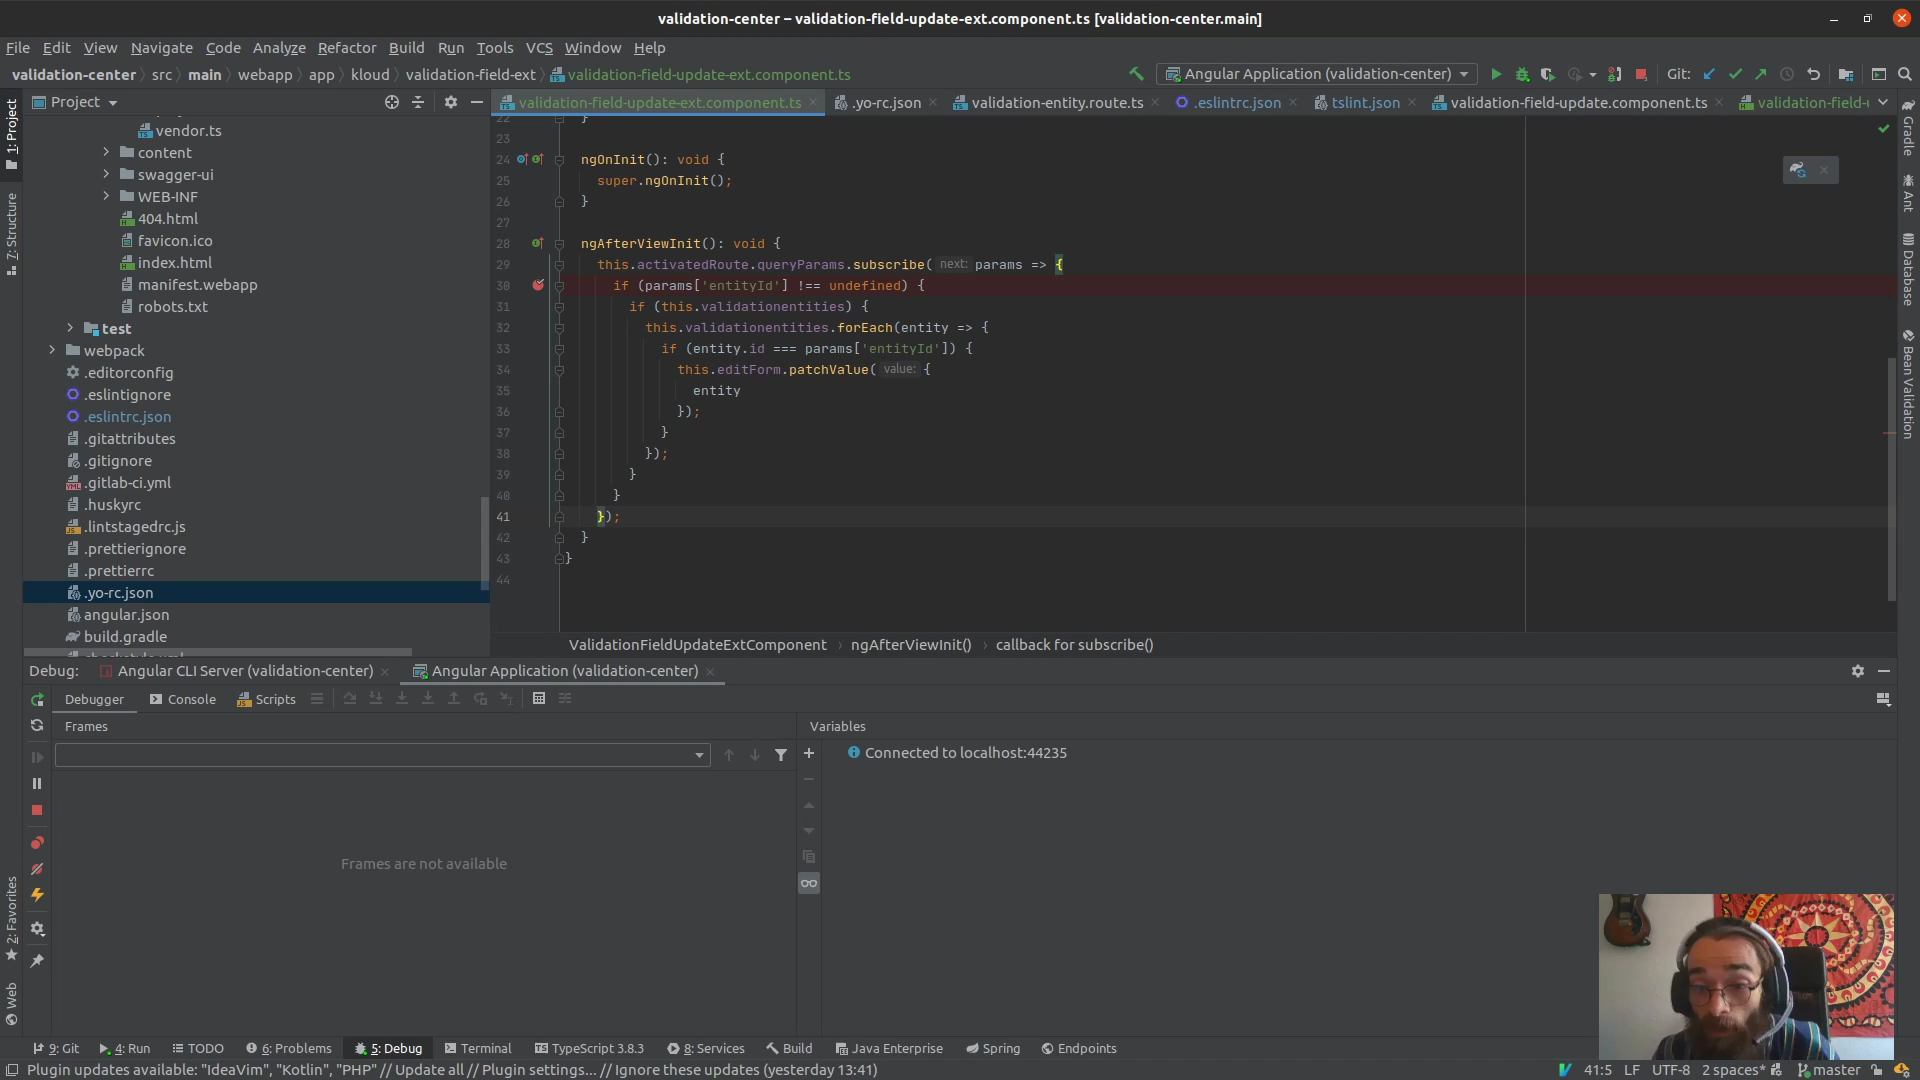 validation-center – validation-field-update-ext.component.ts [validation-center.main]
File Edit View Navigate Code Analyze Refactor Build Run Tools VCS Window Help
validation-center src main webapp app kloud validation-field-ext validation-field-update-ext.component.ts
Angular Application (validation-center)
Git:
1: Project
7: Structure
2: Favorites
Web
Project
vendor.ts
content
swagger-ui
WEB-INF
404.html
favicon.ico
index.html
manifest.webapp
robots.txt
test
webpack
.editorconfig
.eslintignore
.eslintrc.json
.gitattributes
.gitignore
.gitlab-ci.yml
.huskyrc
.lintstagedrc.js
.prettierignore
.prettierrc
.yo-rc.json
angular.json
build.gradle
validation-field-update-ext.component.ts .yo-rc.json validation-entity.route.ts .eslintrc.json tslint.json validation-field-update.component.ts validation-field-u
22 }
23
24 ngOnInit(): void {
25 super.ngOnInit();
26 }
27
28 ngAfterViewInit(): void {
29 this.activatedRoute.queryParams.subscribe( next: params => {
30 if (params['entityId'] !== undefined) {
31 if (this.validationentities) {
32 this.validationentities.forEach(entity => {
33 if (entity.id === params['entityId']) {
34 this.editForm.patchValue( value: {
35 entity
36 });
37 }
38 });
39 }
40 }
41 });
42 }
43 }
44
ValidationFieldUpdateExtComponent ngAfterViewInit() callback for subscribe()
Gradle
Ant
Database
Bean Validation
Debug: Angular CLI Server (validation-center) Angular Application (validation-center)
Debugger Console Scripts
Frames
Variables
Frames are not available
Connected to localhost:44235
9: Git 4: Run TODO 6: Problems 5: Debug Terminal TypeScript 3.8.3 8: Services Build Java Enterprise Spring Endpoints
Plugin updates available: "IdeaVim", "Kotlin", "PHP" // Update all // Plugin settings... // Ignore these updates (yesterday 13:41)
41:5 LF UTF-8 2 spaces* master